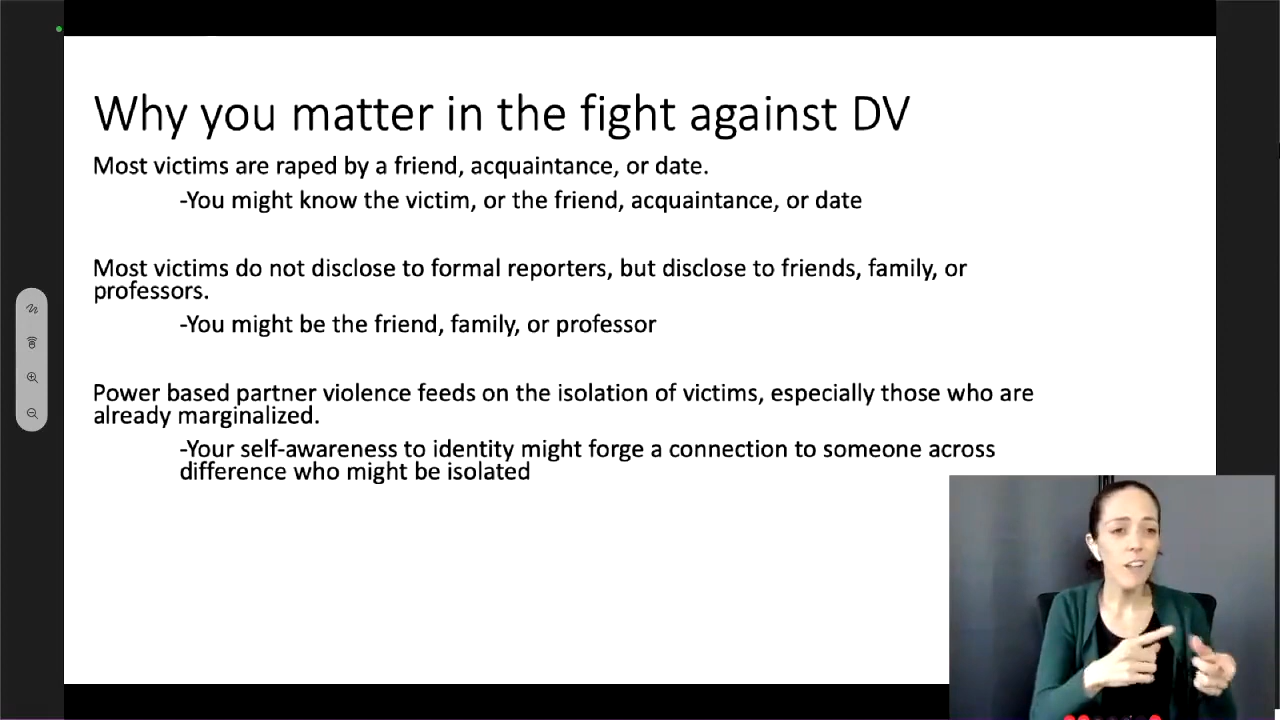 Why you matter in the fight against DV
Most victims are raped by a friend, acquaintance, or date.
-You might know the victim, or the friend, acquaintance, or date
Most victims do not disclose to formal reporters, but disclose to friends, family, or
professors.
-You might be the friend, family, or professor
Power based partner violence feeds on the isolation of victims, especially those who are
already marginalized.
-Your self-awareness to identity might forge a connection to someone across
difference who might be isolated